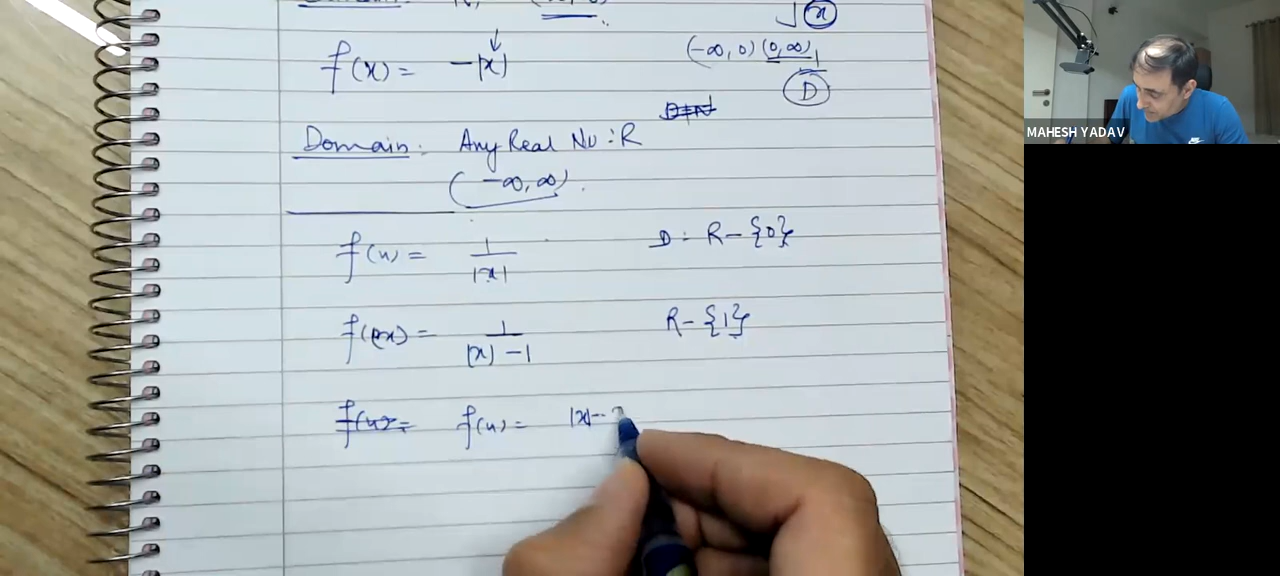 x
f(x) = -|x|
(-∞, 0) (0, ∞)
D
Domain: Any Real No: R
(-∞, ∞).
f(x) = 1/|x| D: R - {0}
f(x) = 1/(|x| - 1) R - {1}
f(x) = f(x) = |x| -
MAHESH YADAV